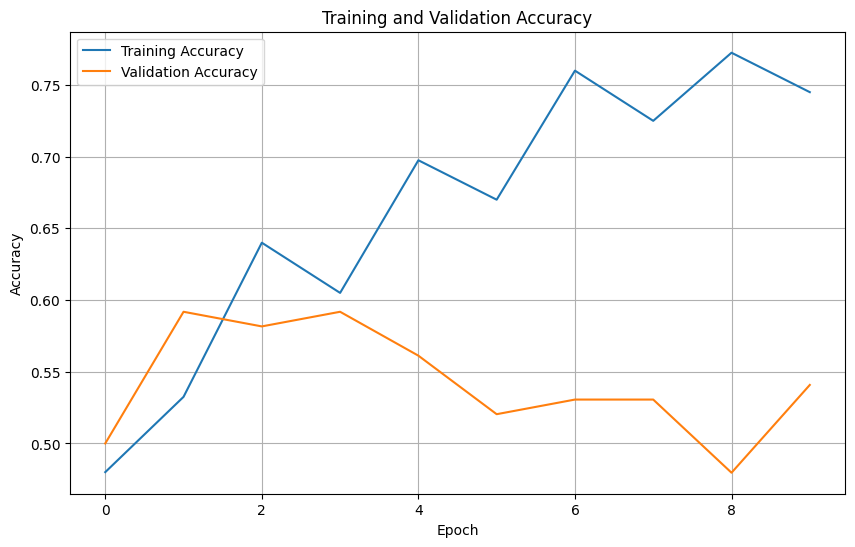 Training and Validation Accuracy
Training Accuracy
Validation Accuracy
Accuracy
0.75
0.70
0.65
0.60
0.55
0.50
0 2 4 6 8
Epoch